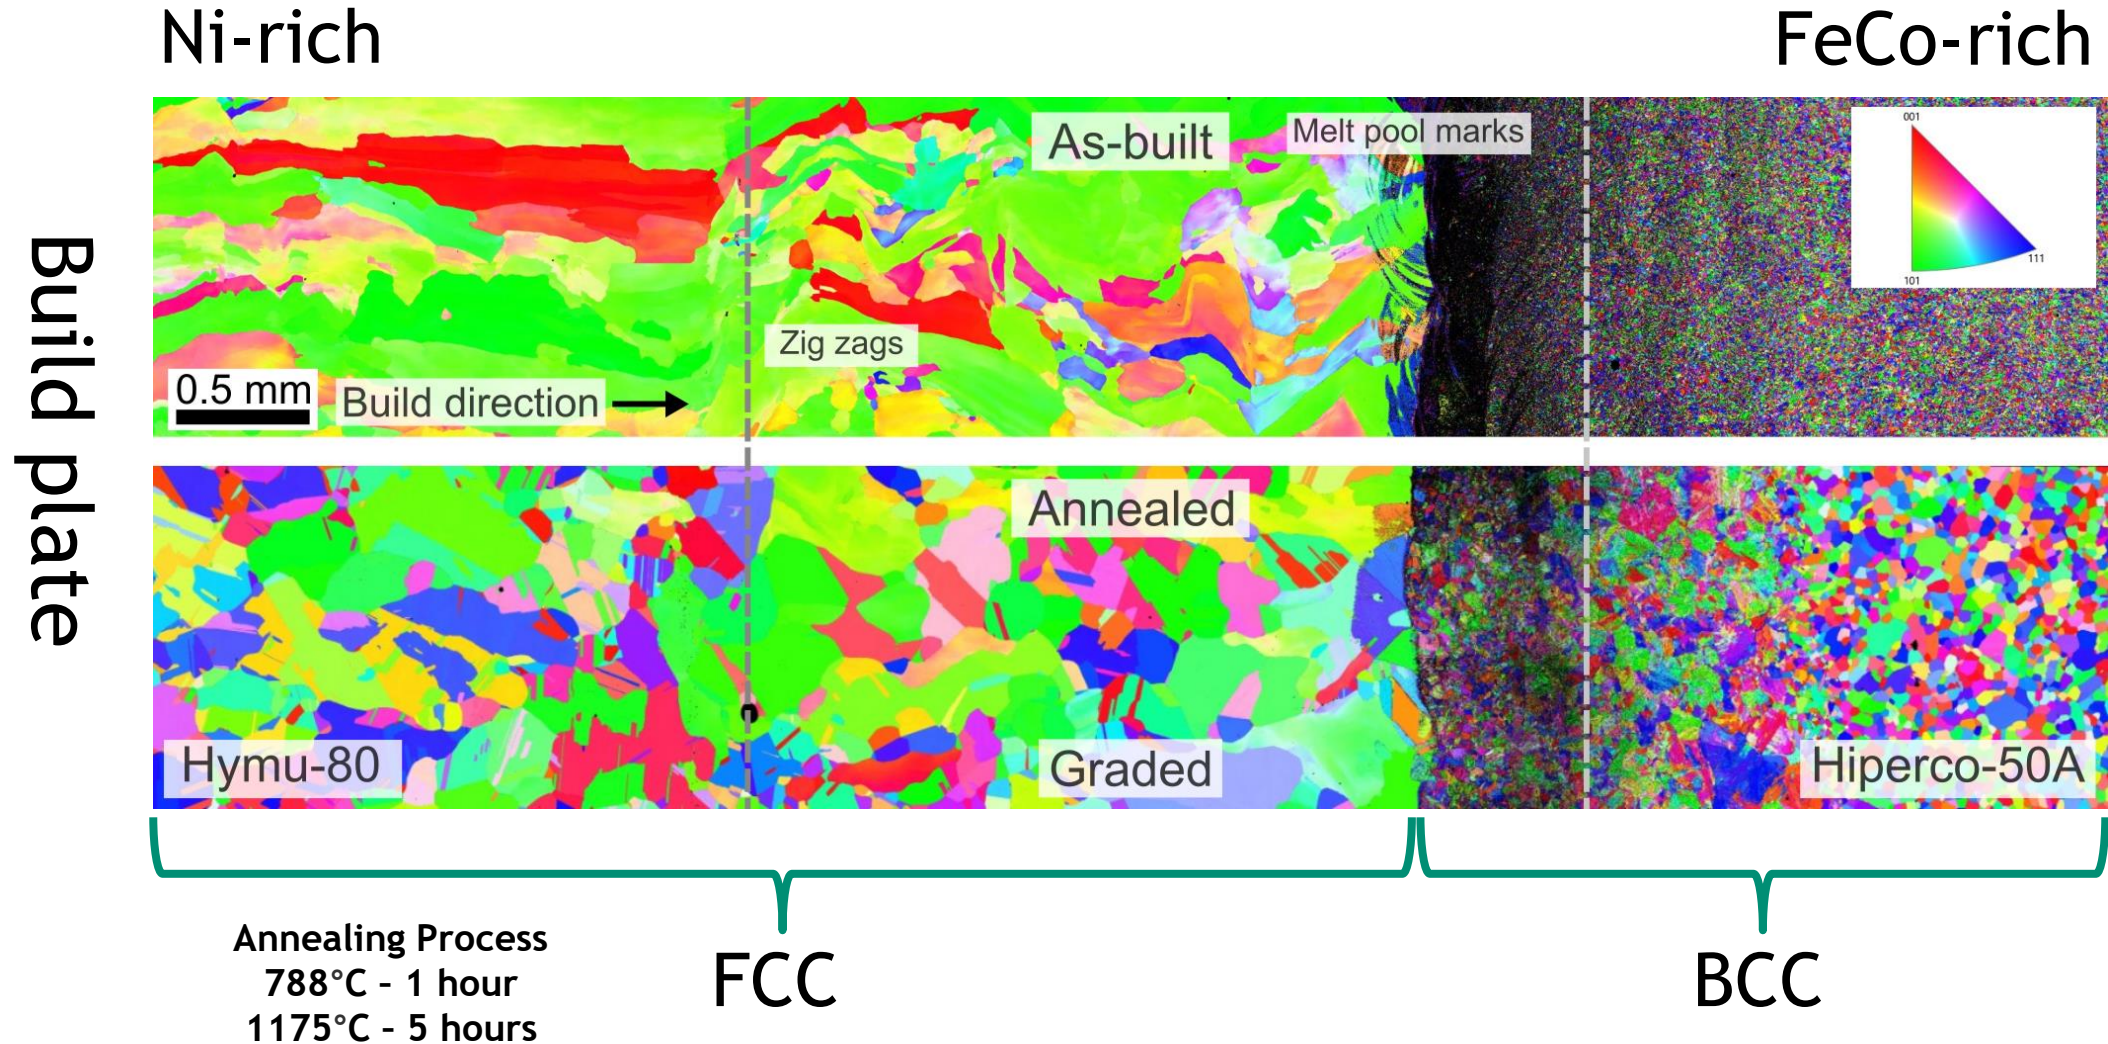 Ni-rich
FeCo-rich
Build plate
As-built
Melt pool marks
001
101
111
Zig zags
0.5 mm
Build direction
Annealed
Hymu-80
Graded
Hiperco-50A
FCC
BCC
Annealing Process
788°C – 1 hour
1175°C – 5 hours